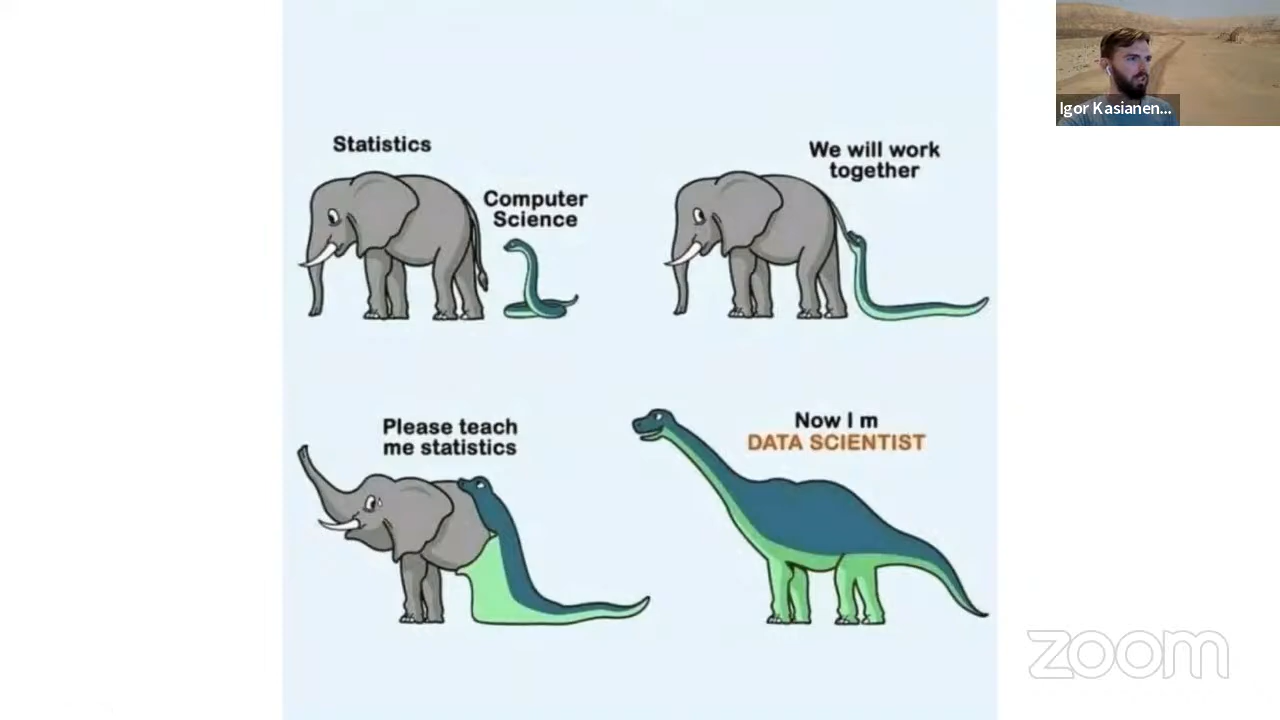 Igor Kasianen...
Statistics
Computer
Science
We will work
together
Please teach
me statistics
Now I m
DATA SCIENTIST
zoom